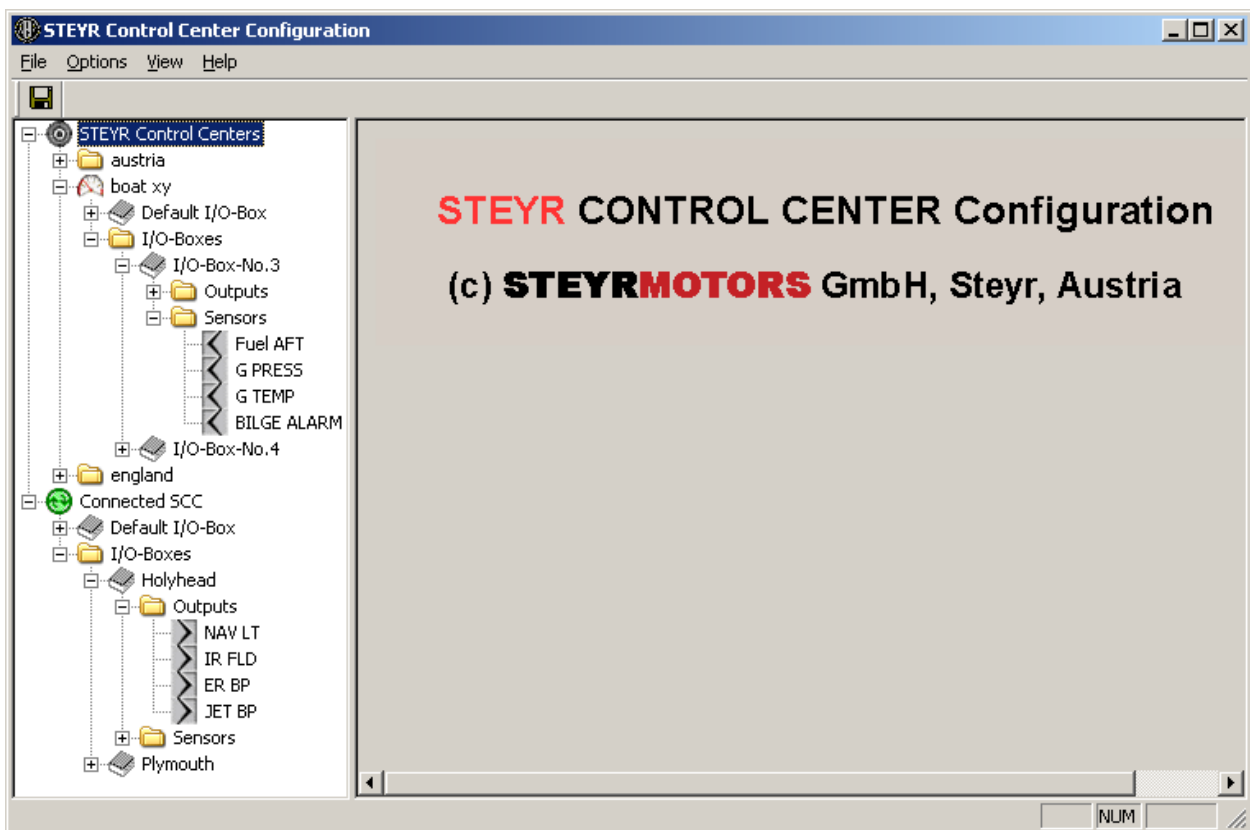 STEYR Control Center Configuration
File Options View Help
STEYR Control Centers
austria
boat xy
Default I/O-Box
I/O-Boxes
I/O-Box-No.3
Outputs
Sensors
Fuel AFT
G PRESS
G TEMP
BILGE ALARM
I/O-Box-No.4
england
Connected SCC
Default I/O-Box
I/O-Boxes
Holyhead
Outputs
NAV LT
IR FLD
ER BP
JET BP
Sensors
Plymouth
STEYR CONTROL CENTER Configuration
(c) STEYRMOTORS GmbH, Steyr, Austria
NUM